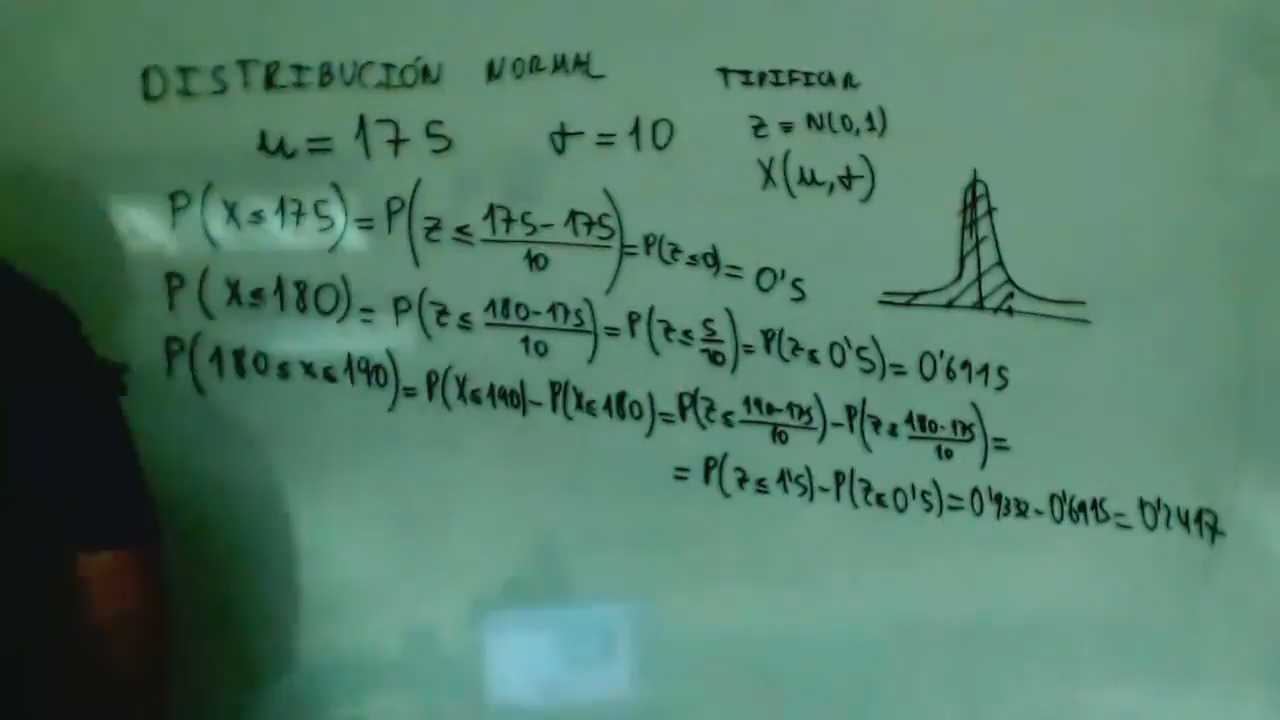 DISTRIBUCIÓN NORMAL
μ = 175 σ = 10
TIPIFICAR
Z = N(0,1)
X(μ,σ)
P(X ≤ 175) = P(Z ≤ (175-175)/10) = P(Z ≤ 0) = 0'5
P(X ≤ 180) = P(Z ≤ (180-175)/10) = P(Z ≤ 5/10) = P(Z ≤ 0'5) = 0'6915
P(180 ≤ X ≤ 190) = P(X ≤ 190) - P(X ≤ 180) = P(Z ≤ (190-175)/10) - P(Z ≤ (180-175)/10) =
= P(Z ≤ 1'5) - P(Z ≤ 0'5) = 0'9332 - 0'6915 = 0'2417